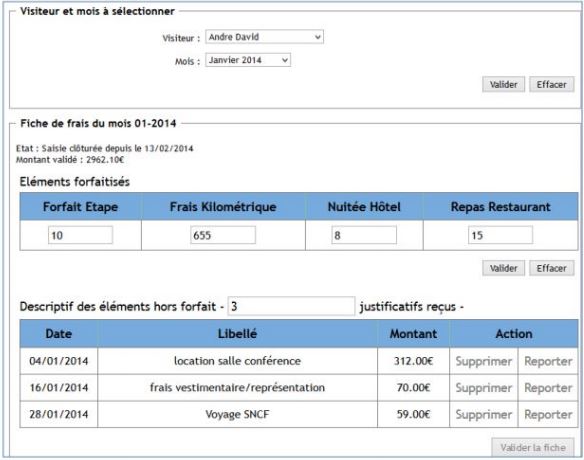 Visiteur et mois à sélectionner
Visiteur : Andre David
Mois : Janvier 2014
Valider Effacer
Fiche de frais du mois 01-2014
Etat : Saisie clôturée depuis le 13/02/2014
Montant validé : 2962.10€
Eléments forfaitisés
Forfait Etape Frais Kilométrique Nuitée Hôtel Repas Restaurant
10 655 8 15
Valider Effacer
Descriptif des éléments hors forfait - 3 justificatifs reçus -
Date Libellé Montant Action
04/01/2014 location salle conférence 312.00€ Supprimer Reporter
16/01/2014 frais vestimentaire/représentation 70.00€ Supprimer Reporter
28/01/2014 Voyage SNCF 59.00€ Supprimer Reporter
Valider la fiche